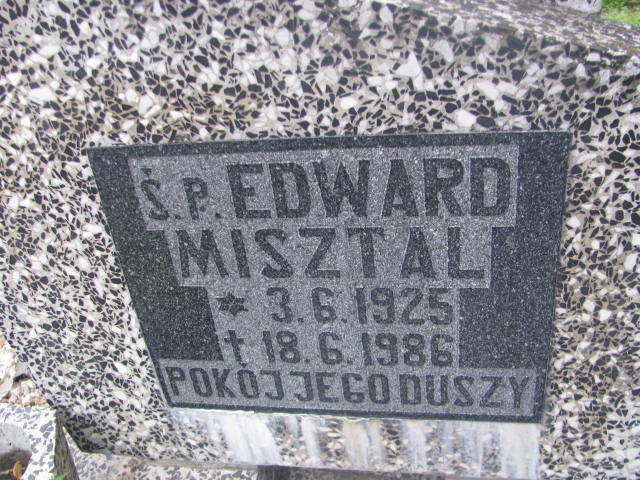 Ś.P. EDWARD
MISZTAL
* 3.6.1925
† 18.6.1986
POKÓJ JEGO DUSZY